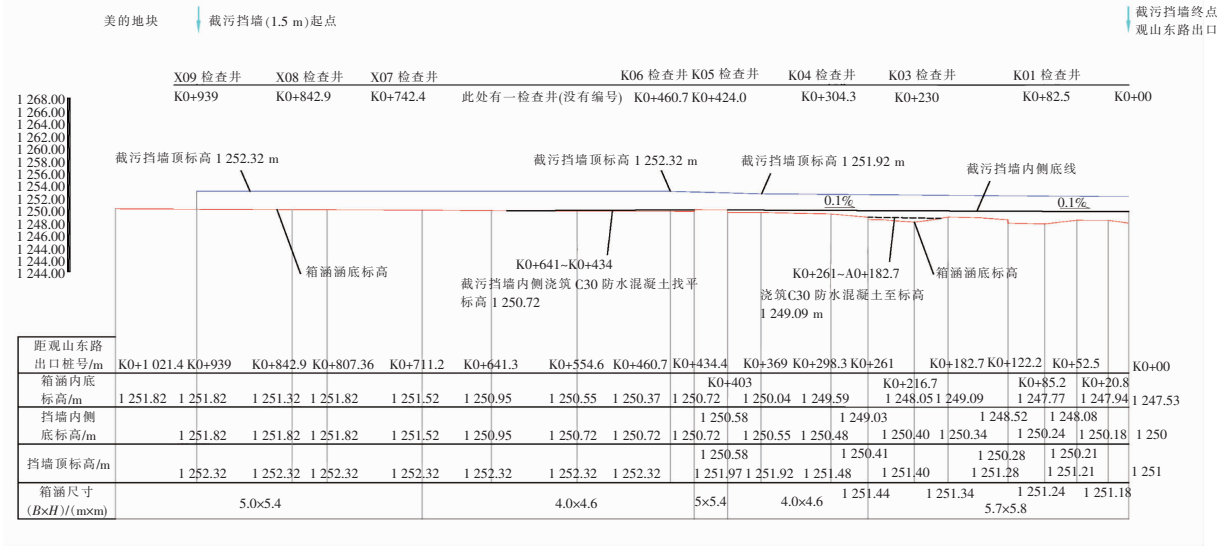 美的地块
截污挡墙(1.5 m)起点
截污挡墙终点
观山东路出口
X09 检查井 X08 检查井 X07 检查井 K06 检查井 K05 检查井 K04 检查井 K03 检查井 K01 检查井
K0+939 K0+842.9 K0+742.4 此处有一检查井(没有编号) K0+460.7 K0+424.0 K0+304.3 K0+230 K0+82.5 K0+00
1 268.00
1 266.00
1 264.00
1 262.00
1 260.00
1 258.00
1 256.00
1 254.00
1 252.00
1 250.00
1 248.00
1 246.00
1 244.00
1 244.00
截污挡墙顶标高 1 252.32 m
截污挡墙顶标高 1 252.32 m
截污挡墙顶标高 1 251.92 m
截污挡墙内侧底线
0.1% 0.1%
箱涵涵底标高
K0+641~K0+434
截污挡墙内侧浇筑 C30 防水混凝土找平
标高 1 250.72
K0+261~A0+182.7
浇筑C30 防水混凝土至标高
1 249.09 m
箱涵涵底标高
距观山东路
出口桩号/m K0+1 021.4 K0+939 K0+842.9 K0+807.36 K0+711.2 K0+641.3 K0+554.6 K0+460.7 K0+434.4 K0+369 K0+298.3 K0+261 K0+182.7 K0+122.2 K0+52.5 K0+00
箱涵内底 K0+403 K0+216.7 K0+85.2 K0+20.8
标高/m 1 251.82 1 251.82 1 251.32 1 251.82 1 251.52 1 250.95 1 250.55 1 250.37 1 250.72 1 250.04 1 249.59 1 248.05 1 249.09 1 247.77 1 247.94 1 247.53
挡墙内侧 1 250.58 1 249.03 1 248.52 1 248.08
底标高/m 1 251.82 1 251.82 1 251.82 1 251.52 1 250.95 1 250.72 1 250.72 1 250.72 1 250.55 1 250.48 1 250.40 1 250.34 1 250.24 1 250.18 1 250
1 250.58 1 250.41 1 250.28 1 250.21
挡墙顶标高/m 1 252.32 1 252.32 1 252.32 1 252.32 1 252.32 1 252.32 1 252.32 1 251.97 1 251.92 1 251.48 1 251.40 1 251.28 1 251.21 1 251
箱涵尺寸 1 251.44 1 251.34 1 251.24 1 251.18
(B×H)/(m×m) 5.0×5.4 4.0×4.6 5×5.4 4.0×4.6 5.7×5.8